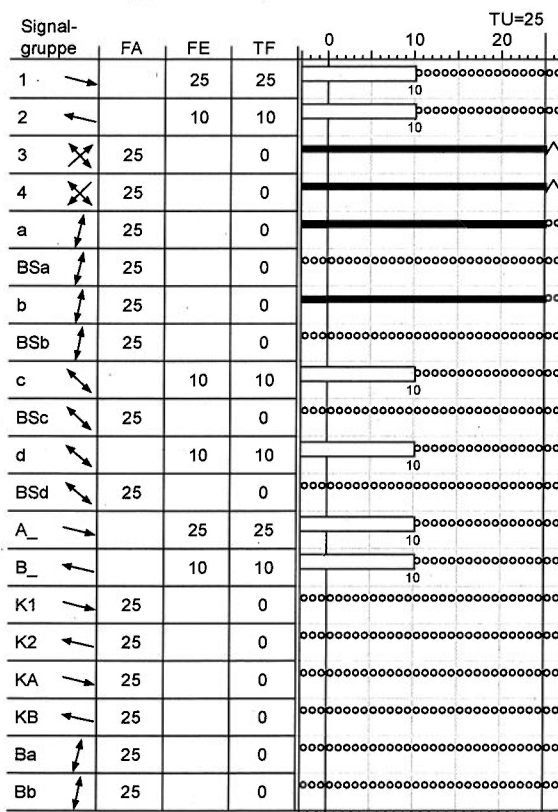 TU=25
Signal-
gruppe FA FE TF 0 10 20
1 25 25 10
2 10 10 10
3 25 0
4 25 0
a 25 0
BSa 25 0
b 25 0
BSb 25 0
c 10 10 10
BSc 25 0
d 10 10 10
BSd 25 0
A_ 25 25 10
B_ 10 10 10
K1 25 0
K2 25 0
KA 25 0
KB 25 0
Ba 25 0
Bb 25 0